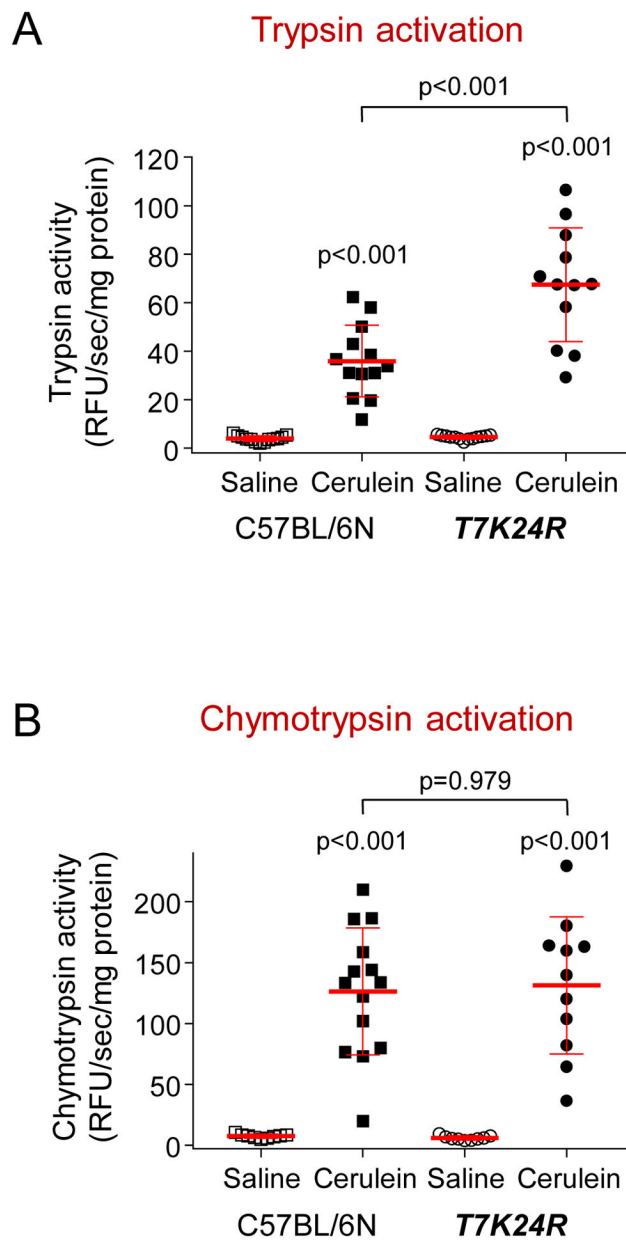 A
Trypsin activation
p<0.001
p<0.001
p<0.001
Trypsin activity
(RFU/sec/mg protein)
120
100
80
60
40
20
0
Saline Cerulein Saline Cerulein
C57BL/6N T7K24R
B
Chymotrypsin activation
p=0.979
p<0.001 p<0.001
Chymotrypsin activity
(RFU/sec/mg protein)
200
150
100
50
0
Saline Cerulein Saline Cerulein
C57BL/6N T7K24R